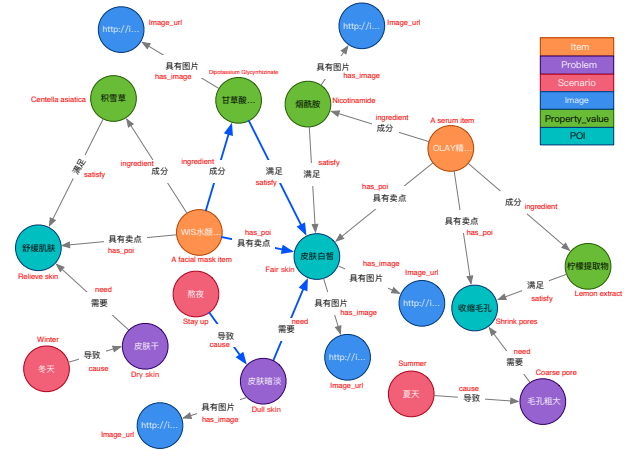 http://i...
Image_url
http://i...
Image_url
Item
Problem
Scenario
Image
Property_value
POI
具有图片
has_image
具有图片
has_image
Dipotassium Glycyrrhizinate
积雪草
Centella asiatica
甘草酸...
烟酰胺
Nicotinamide
ingredient
成分
A serum item
OLAY精...
满足
satisfy
ingredient
成分
ingredient
成分
满足
satisfy
satisfy
满足
has_poi
具有卖点
成分
ingredient
具有卖点
has_poi
舒缓肌肤
Relieve skin
具有卖点
has_poi
WIS水颜...
A facial mask item
has_poi
具有卖点
皮肤白皙
Fair skin
has_image
具有图片
Image_url
http://i...
柠檬提取物
Lemon extract
满足
satisfy
收缩毛孔
Shrink pores
need
需要
熬夜
Stay up
导致
cause
需要
need
具有图片
has_image
Winter
冬天
导致
cause
皮肤干
Dry skin
皮肤暗淡
Dull skin
http://i...
Image_url
need
需要
Summer
夏天
cause
导致
Coarse pore
毛孔粗大
具有图片
has_image
http://i...
Image_url